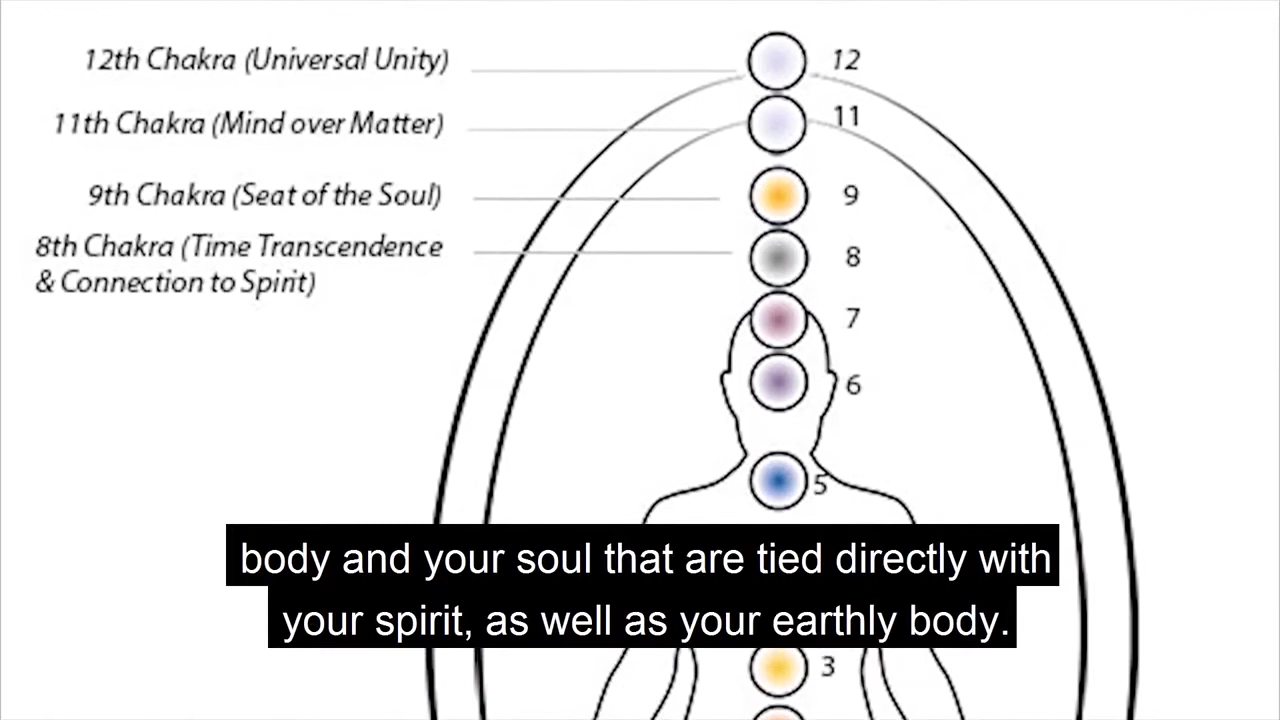 12th Chakra (Universal Unity)
12
11th Chakra (Mind over Matter)
11
9th Chakra (Seat of the Soul)
9
8th Chakra (Time Transcendence
& Connection to Spirit)
8
7
6
5
body and your soul that are tied directly with
your spirit, as well as your earthly body.
3